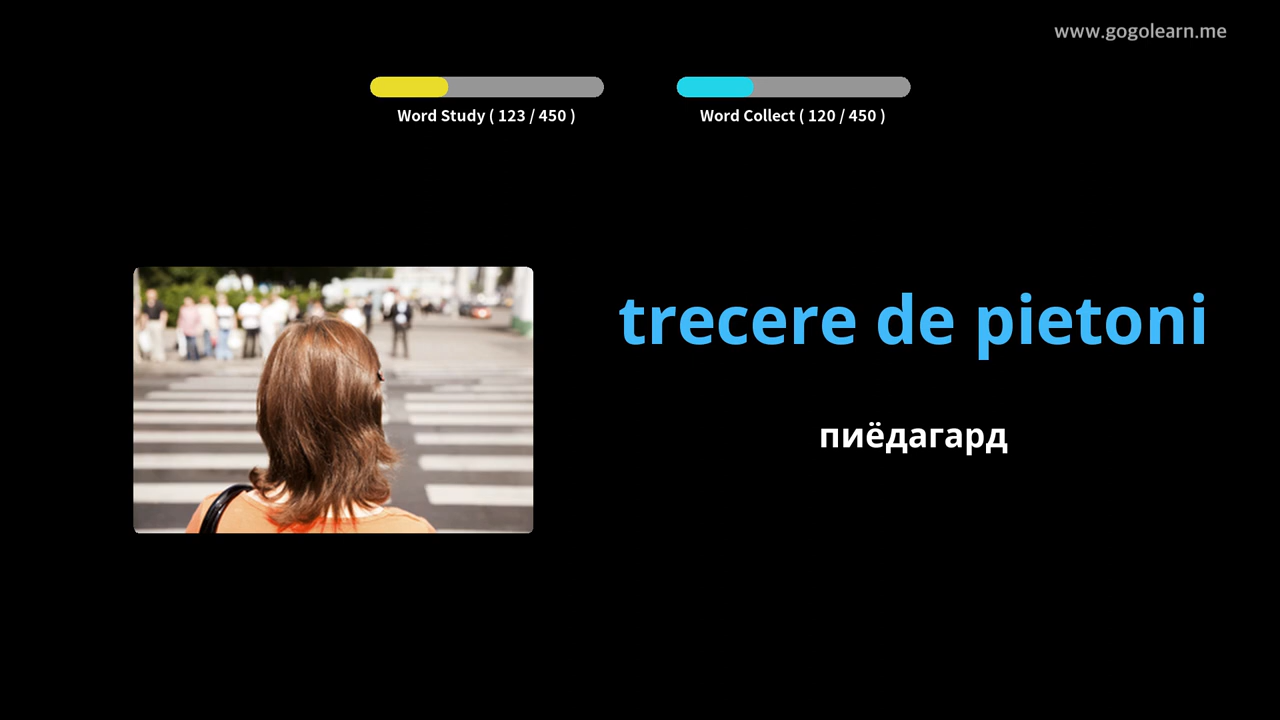 www.gogolearn.me
Word Study ( 123 / 450 )
Word Collect ( 120 / 450 )
trecere de pietoni
пиёдагард